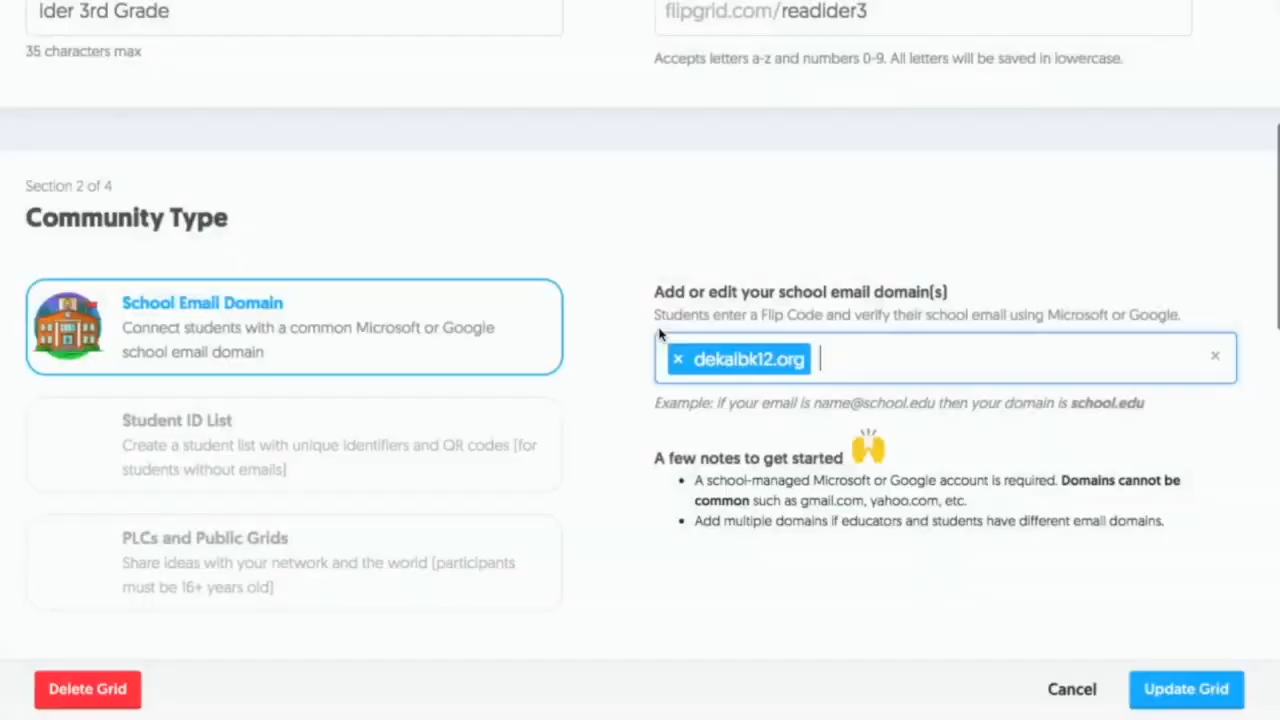 Ider 3rd Grade
flipgrid.com/readider3
35 characters max
Accepts letters a-z and numbers 0-9. All letters will be saved in lowercase.
Section 2 of 4
Community Type
School Email Domain
Connect students with a common Microsoft or Google
school email domain
Student ID List
Create a student list with unique identifiers and QR codes [for
students without emails]
PLCs and Public Grids
Share ideas with your network and the world [participants
must be 16+ years old]
Add or edit your school email domain(s)
Students enter a Flip Code and verify their school email using Microsoft or Google.
× dekalbk12.org ×
Example: if your email is name@school.edu then your domain is school.edu
A few notes to get started
• A school-managed Microsoft or Google account is required. Domains cannot be
common such as gmail.com, yahoo.com, etc.
• Add multiple domains if educators and students have different email domains.
Delete Grid
Cancel
Update Grid